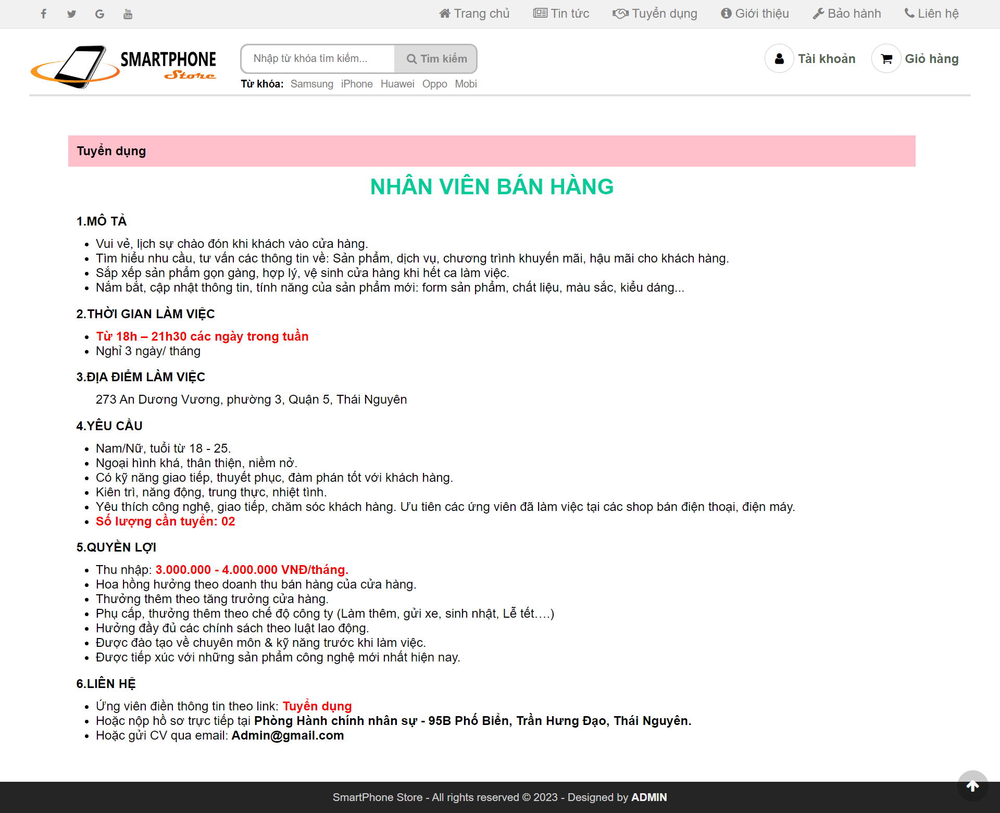 Trang chủ Tin tức Tuyển dụng Giới thiệu Bảo hành Liên hệ
You Tube
SMARTPHONE
Store
Nhập từ khóa tìm kiếm... Tìm kiếm
Tài khoản Giỏ hàng
Từ khóa: Samsung iPhone Huawei Oppo Mobi
Tuyển dụng
NHÂN VIÊN BÁN HÀNG
1.MÔ TẢ
Vui vẻ, lịch sự chào đón khi khách vào cửa hàng.
Tìm hiểu nhu cầu, tư vấn các thông tin về: Sản phẩm, dịch vụ, chương trình khuyến mãi, hậu mãi cho khách hàng.
Sắp xếp sản phẩm gọn gàng, hợp lý, vệ sinh cửa hàng khi hết ca làm việc.
Nắm bắt, cập nhật thông tin, tính năng của sản phẩm mới: form sản phẩm, chất liệu, màu sắc, kiểu dáng...
2.THỜI GIAN LÀM VIỆC
Từ 18h – 21h30 các ngày trong tuần
Nghỉ 3 ngày/ tháng
3.ĐỊA ĐIỂM LÀM VIỆC
273 An Dương Vương, phường 3, Quận 5, Thái Nguyên
4.YÊU CẦU
Nam/Nữ, tuổi từ 18 - 25.
Ngoại hình khá, thân thiện, niềm nở.
Có kỹ năng giao tiếp, thuyết phục, đàm phán tốt với khách hàng.
Kiên trì, năng động, trung thực, nhiệt tình.
Yêu thích công nghệ, giao tiếp, chăm sóc khách hàng. Ưu tiên các ứng viên đã làm việc tại các shop bán điện thoại, điện máy.
Số lượng cần tuyển: 02
5.QUYỀN LỢI
Thu nhập: 3.000.000 - 4.000.000 VNĐ/tháng.
Hoa hồng hưởng theo doanh thu bán hàng của cửa hàng.
Thưởng thêm theo tăng trưởng cửa hàng.
Phụ cấp, thưởng thêm theo chế độ công ty (Làm thêm, gửi xe, sinh nhật, Lễ tết….)
Hưởng đầy đủ các chính sách theo luật lao động.
Được đào tạo về chuyên môn & kỹ năng trước khi làm việc.
Được tiếp xúc với những sản phẩm công nghệ mới nhất hiện nay.
6.LIÊN HỆ
Ứng viên điền thông tin theo link: Tuyển dụng
Hoặc nộp hồ sơ trực tiếp tại Phòng Hành chính nhân sự - 95B Phố Biển, Trần Hưng Đạo, Thái Nguyên.
Hoặc gửi CV qua email: Admin@gmail.com
SmartPhone Store - All rights reserved © 2023 - Designed by ADMIN